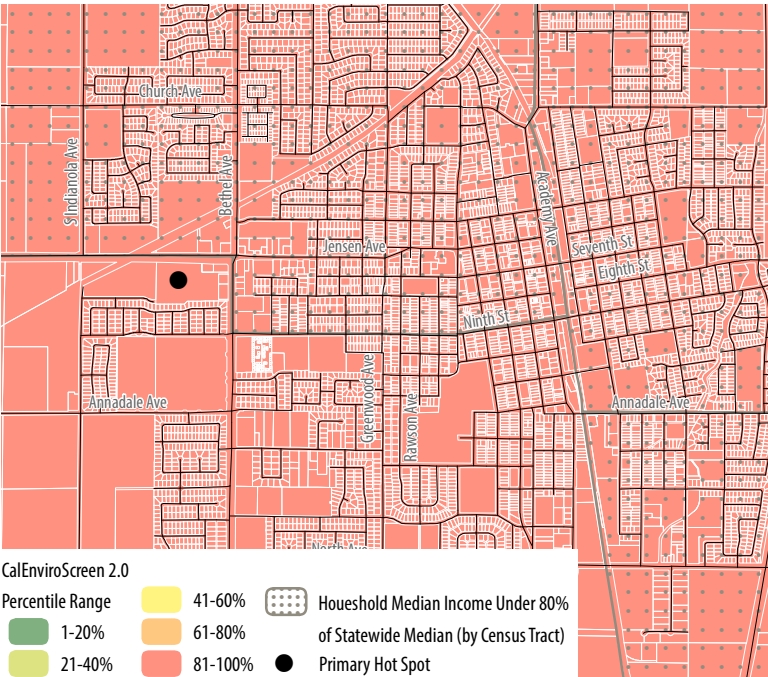 Church Ave
S Indianola Ave
Bethel Ave
Academy Ave
Jensen Ave
Seventh St
Eighth St
Ninth St
Greenwood Ave
Rawson Ave
Annadale Ave
Annadale Ave
North Ave
CalEnviroScreen 2.0
Percentile Range
1-20%
21-40%
41-60%
61-80%
81-100%
Houeshold Median Income Under 80%
of Statewide Median (by Census Tract)
Primary Hot Spot